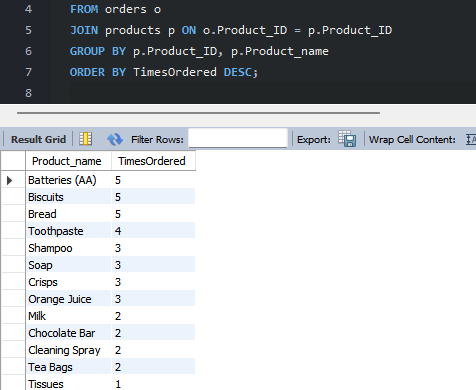 4 FROM orders o
5 JOIN products p ON o.Product_ID = p.Product_ID
6 GROUP BY p.Product_ID, p.Product_name
7 ORDER BY TimesOrdered DESC;
8
Result Grid Filter Rows: Export: Wrap Cell Content:
Product_name TimesOrdered
Batteries (AA) 5
Biscuits 5
Bread 5
Toothpaste 4
Shampoo 3
Soap 3
Crisps 3
Orange Juice 3
Milk 2
Chocolate Bar 2
Cleaning Spray 2
Tea Bags 2
Tissues 1